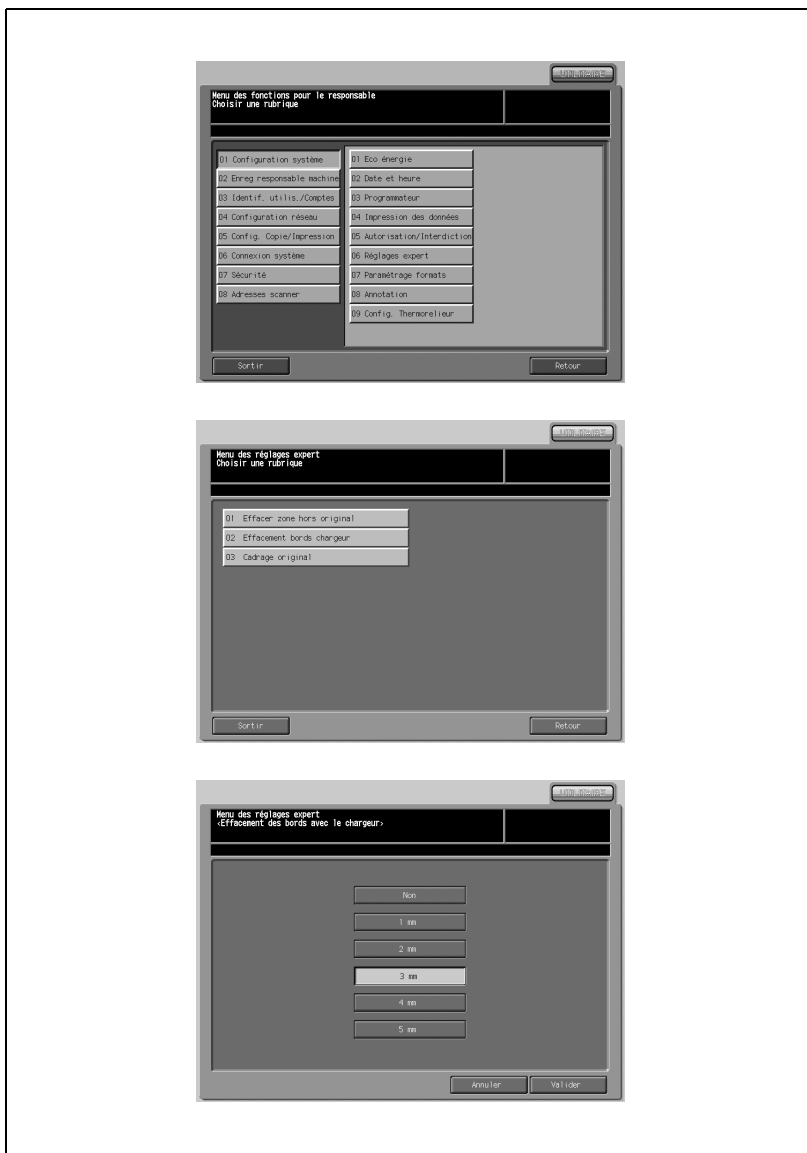 UTILITAIRE
Menu des fonctions pour le responsable
Choisir une rubrique
01 Configuration système
02 Enreg responsable machine
03 Identif. utilis./Comptes
04 Configuration réseau
05 Config. Copie/Impression
06 Connexion système
07 Sécurité
08 Adresses scanner
01 Eco énergie
02 Date et heure
03 Programmateur
04 Impression des données
05 Autorisation/Interdiction
06 Réglages expert
07 Paramétrage formats
08 Annotation
09 Config. Thermorelieur
Sortir
Retour
UTILITAIRE
Menu des réglages expert
Choisir une rubrique
01 Effacer zone hors original
02 Effacement bords chargeur
03 Cadrage original
Sortir
Retour
UTILITAIRE
Menu des réglages expert
<Effacement des bords avec le chargeur>
Non
1 mm
2 mm
3 mm
4 mm
5 mm
Annuler
Valider